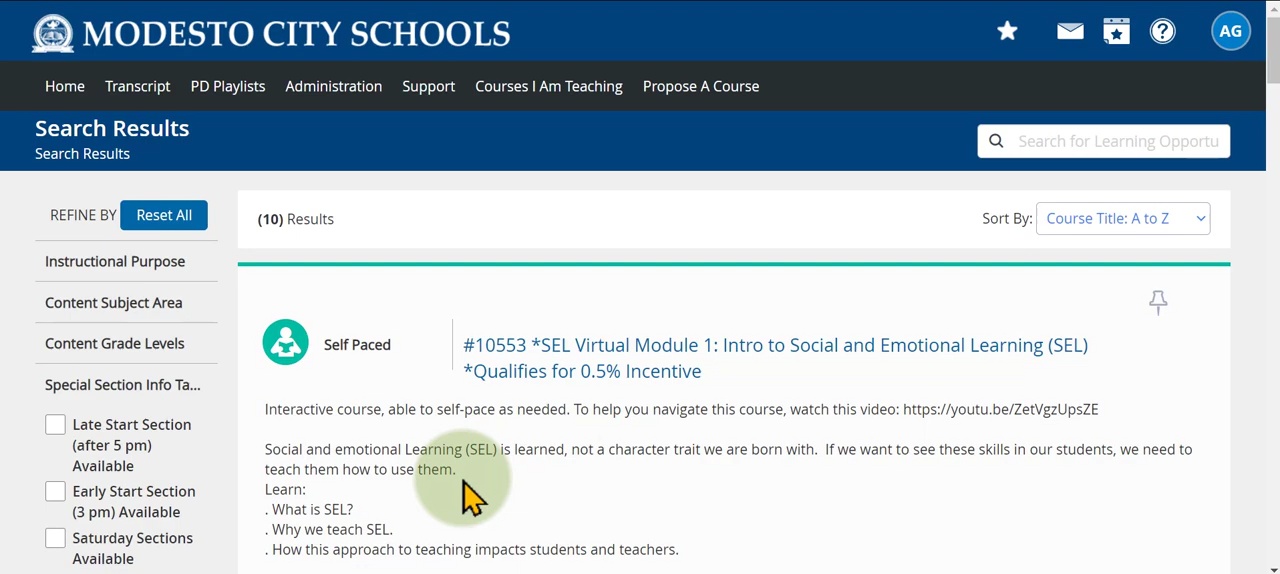 MODESTO CITY SCHOOLS
AG
Home Transcript PD Playlists Administration Support Courses I Am Teaching Propose A Course
Search Results
Search Results
Search for Learning Opportu
REFINE BY Reset All
(10) Results
Sort By: Course Title: A to Z
Instructional Purpose
Content Subject Area
Content Grade Levels
Special Section Info Ta...
Late Start Section
(after 5 pm)
Available
Early Start Section
(3 pm) Available
Saturday Sections
Available
Self Paced
#10553 *SEL Virtual Module 1: Intro to Social and Emotional Learning (SEL)
*Qualifies for 0.5% Incentive
Interactive course, able to self-pace as needed. To help you navigate this course, watch this video: https://youtu.be/ZetVgzUpsZE
Social and emotional Learning (SEL) is learned, not a character trait we are born with. If we want to see these skills in our students, we need to
teach them how to use them.
Learn:
. What is SEL?
. Why we teach SEL.
. How this approach to teaching impacts students and teachers.